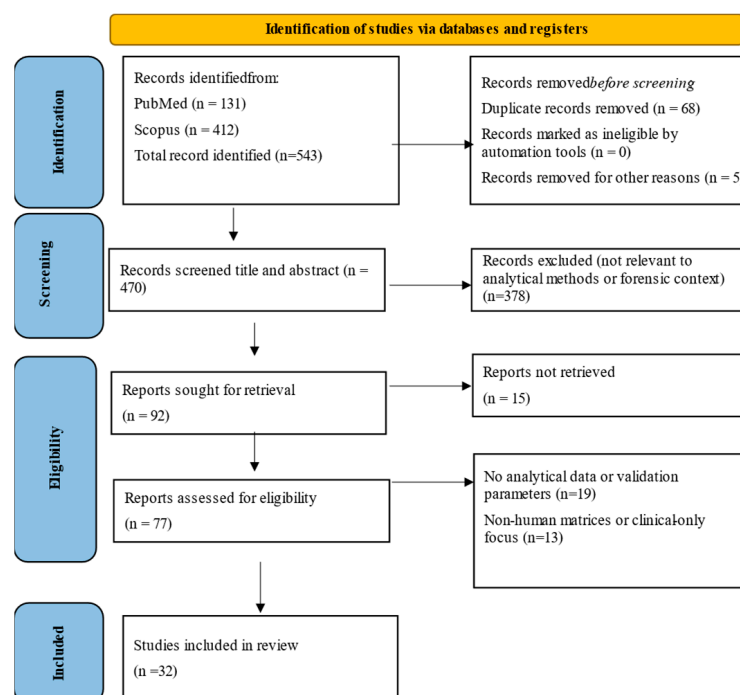 Identification of studies via databases and registers
Identification
Records identifiedfrom:
PubMed (n = 131)
Scopus (n = 412)
Total record identified (n=543)
Records removedbefore screening
Duplicate records removed (n = 68)
Records marked as ineligible by
automation tools (n = 0)
Records removed for other reasons (n = 5
Screening
Records screened title and abstract (n =
470)
Records excluded (not relevant to
analytical methods or forensic context)
(n=378)
Eligibility
Reports sought for retrieval
(n = 92)
Reports not retrieved
(n = 15)
Reports assessed for eligibility
(n = 77)
No analytical data or validation
parameters (n=19)
Non-human matrices or clinical-only
focus (n=13)
Included
Studies included in review
(n =32)